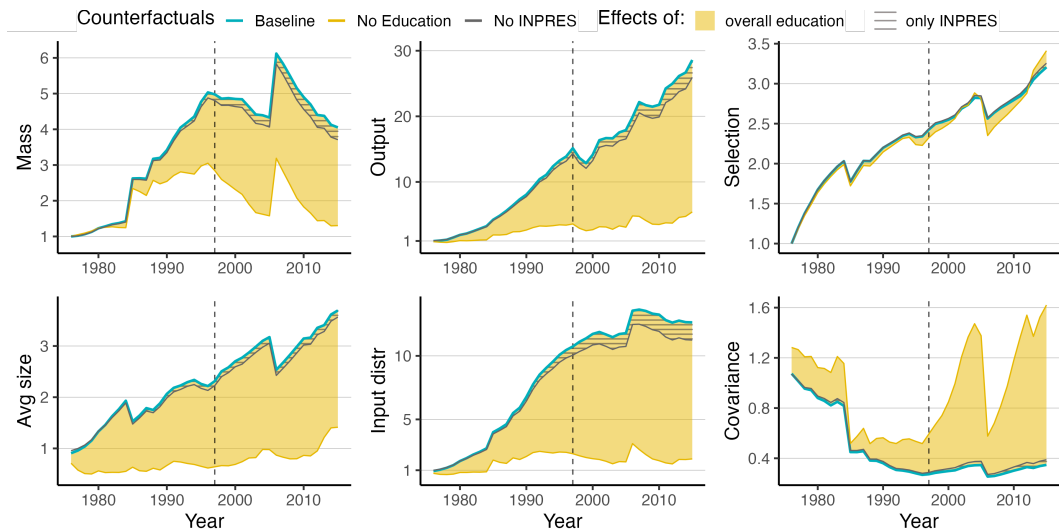 Counterfactuals Baseline No Education No INPRES Effects of: overall education only INPRES
Mass
6
5
4
3
2
1
1980 1990 2000 2010
Output
30
20
10
1
1980 1990 2000 2010
Selection
3.5
3.0
2.5
2.0
1.5
1.0
1980 1990 2000 2010
Avg size
3
2
1
1980 1990 2000 2010
Year
Input distr
10
5
1
1980 1990 2000 2010
Year
Covariance
1.6
1.2
0.8
0.4
1980 1990 2000 2010
Year